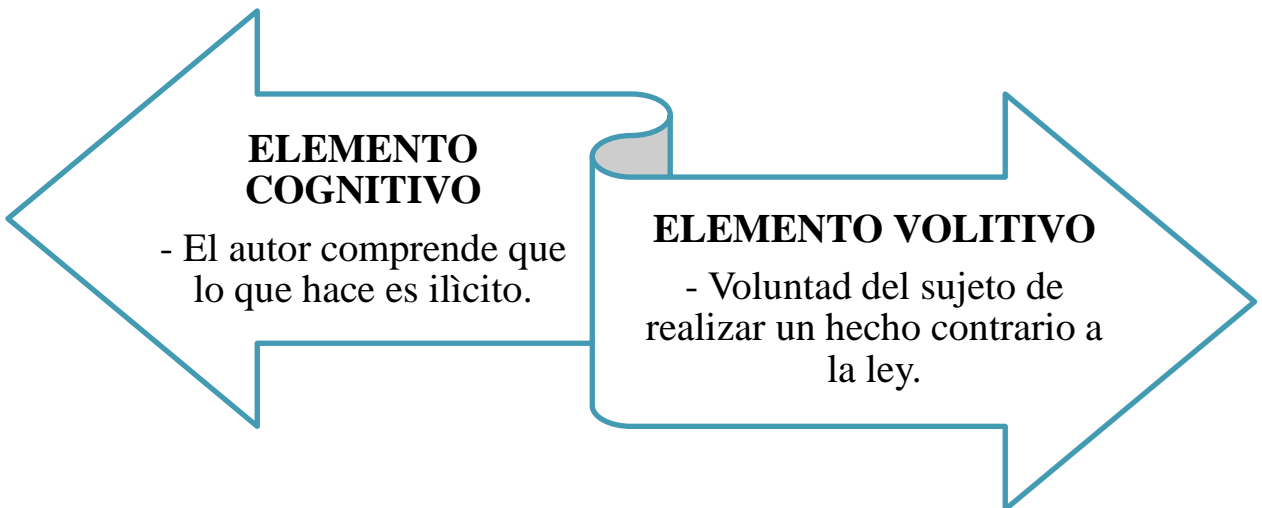 ELEMENTO
COGNITIVO
- El autor comprende que
lo que hace es ilìcito.
ELEMENTO VOLITIVO
- Voluntad del sujeto de
realizar un hecho contrario a
la ley.